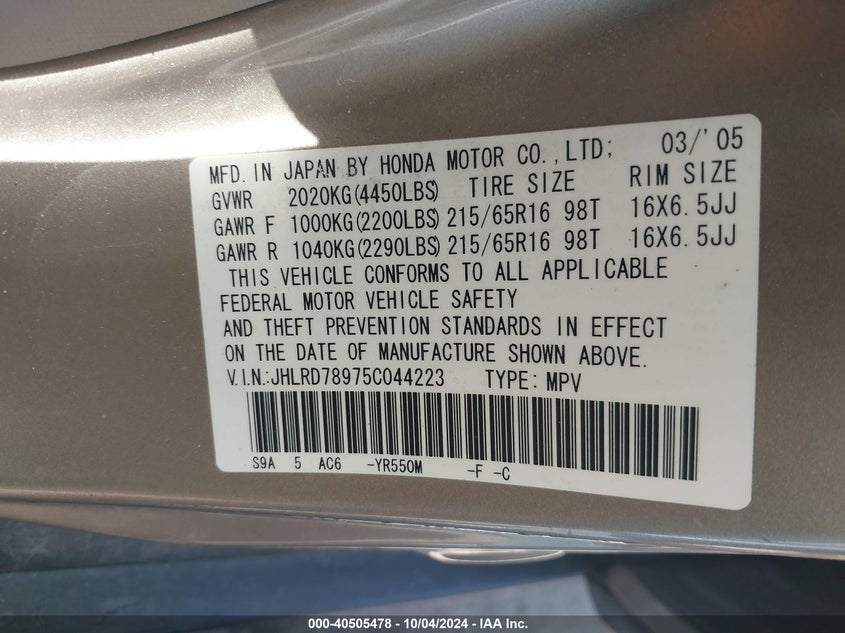 MFD. IN JAPAN BY HONDA MOTOR CO.,LTD; 03/'05
GVWR 2020KG(4450LBS) TIRE SIZE RIM SIZE
GAWR F 1000KG(2200LBS) 215/65R16 98T 16X6.5JJ
GAWR R 1040KG(2290LBS) 215/65R16 98T 16X6.5JJ
THIS VEHICLE CONFORMS TO ALL APPLICABLE
FEDERAL MOTOR VEHICLE SAFETY
AND THEFT PREVENTION STANDARDS IN EFFECT
ON THE DATE OF MANUFACTURE SHOWN ABOVE.
V.I.N.:JHLRD78975C044223 TYPE: MPV
S9A 5 AC6 -YR550M -F -C
000-40505478 - 10/04/2024 - IAA Inc.